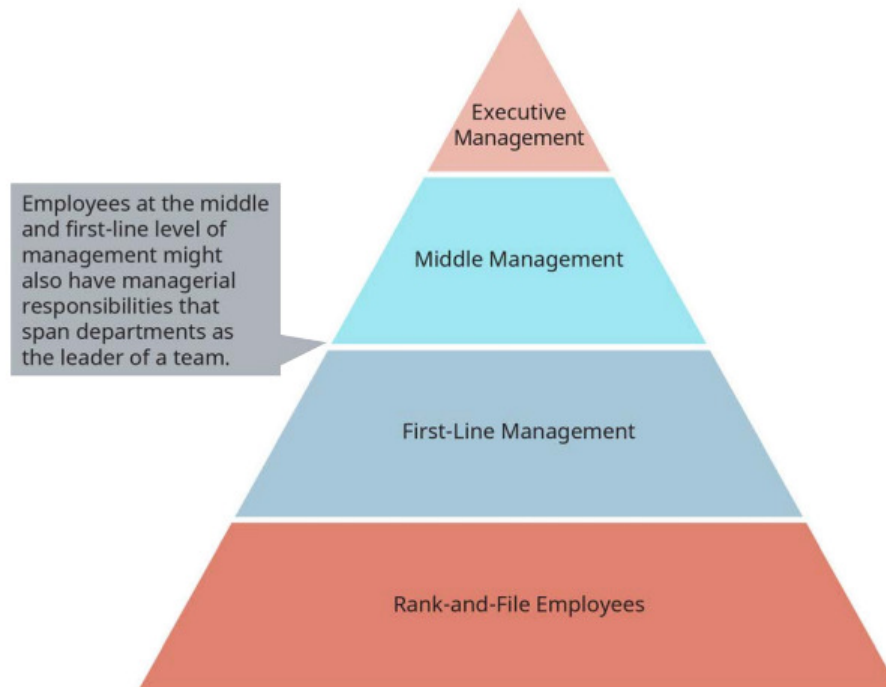 Executive
Management
Employees at the middle
and first-line level of
management might
also have managerial
responsibilities that
span departments as
the leader of a team.
Middle Management
First-Line Management
Rank-and-File Employees